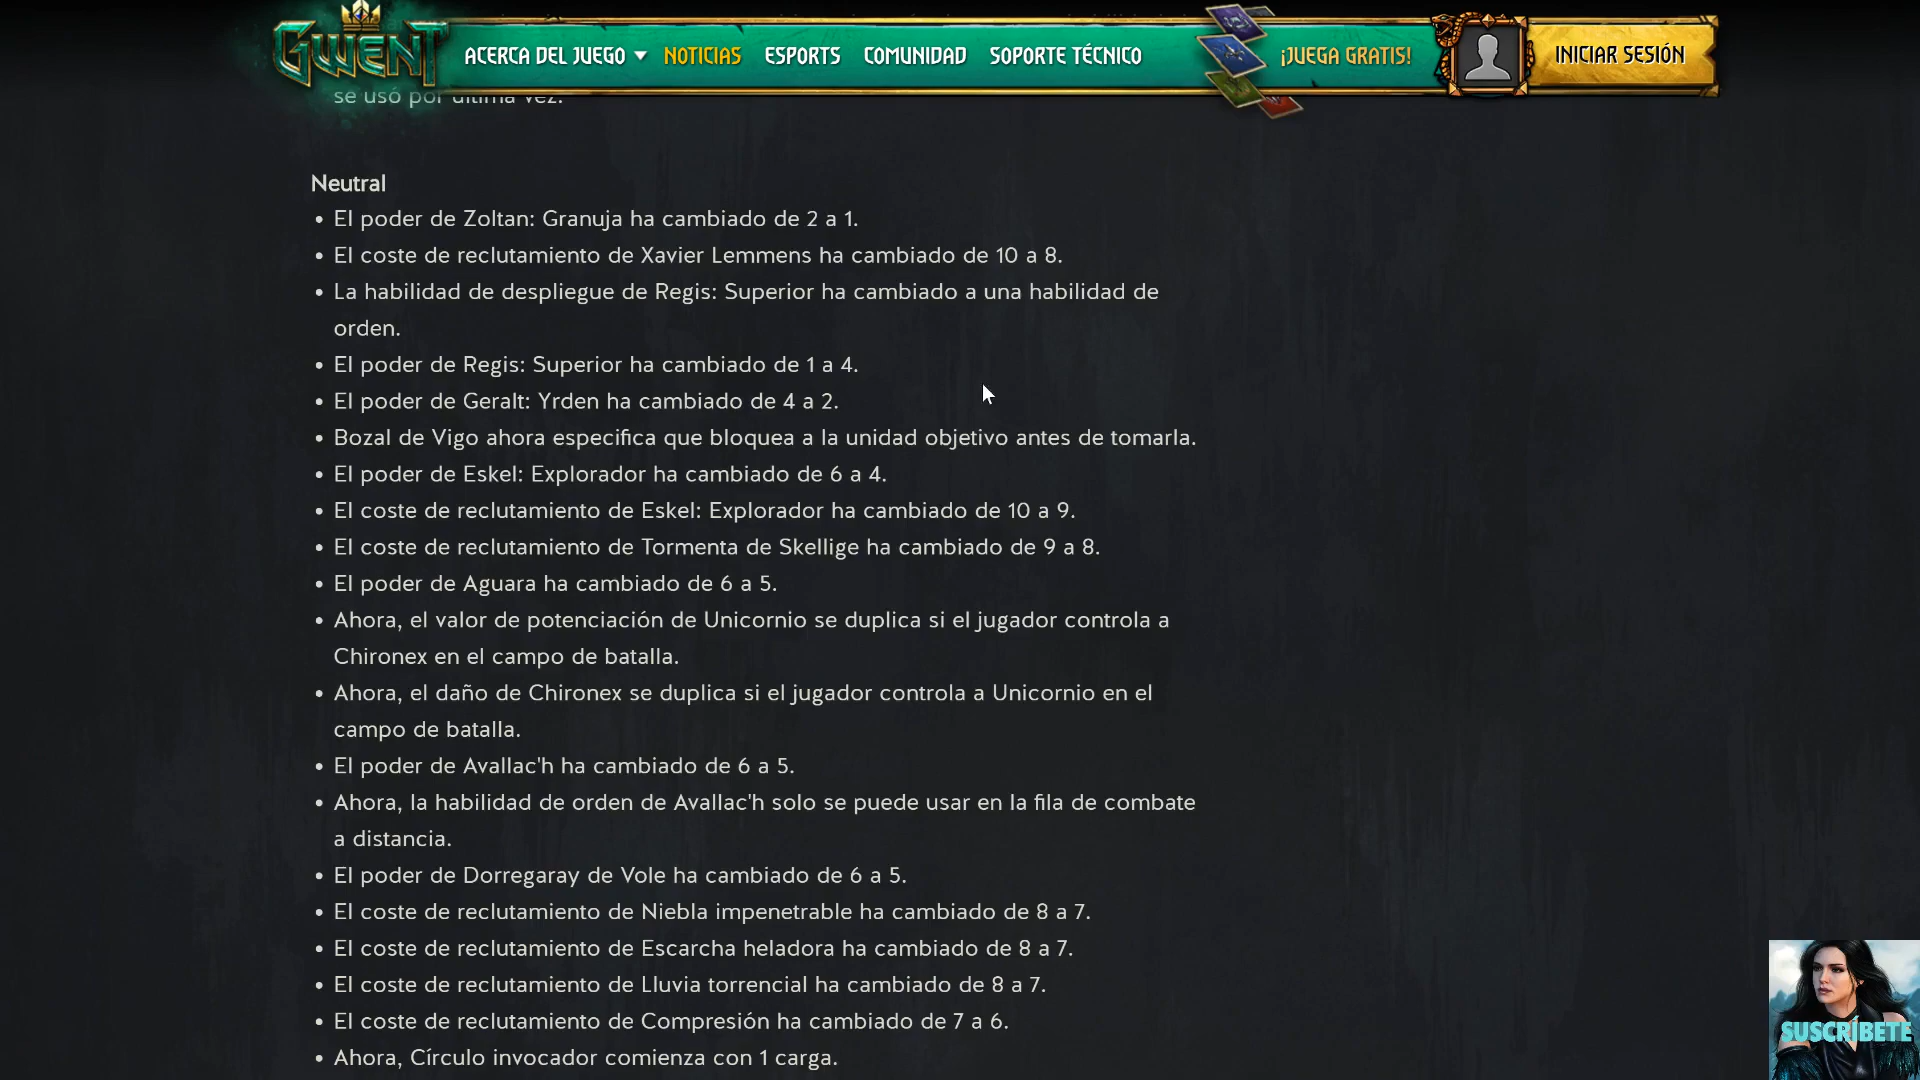 GWENT
ACERCA DEL JUEGO NOTICIAS ESPORTS COMUNIDAD SOPORTE TÉCNICO ¡JUEGA GRATIS! INICIAR SESIÓN
se usó por última vez.
Neutral
• El poder de Zoltan: Granuja ha cambiado de 2 a 1.
• El coste de reclutamiento de Xavier Lemmens ha cambiado de 10 a 8.
• La habilidad de despliegue de Regis: Superior ha cambiado a una habilidad de
orden.
• El poder de Regis: Superior ha cambiado de 1 a 4.
• El poder de Geralt: Yrden ha cambiado de 4 a 2.
• Bozal de Vigo ahora especifica que bloquea a la unidad objetivo antes de tomarla.
• El poder de Eskel: Explorador ha cambiado de 6 a 4.
• El coste de reclutamiento de Eskel: Explorador ha cambiado de 10 a 9.
• El coste de reclutamiento de Tormenta de Skellige ha cambiado de 9 a 8.
• El poder de Aguara ha cambiado de 6 a 5.
• Ahora, el valor de potenciación de Unicornio se duplica si el jugador controla a
Chironex en el campo de batalla.
• Ahora, el daño de Chironex se duplica si el jugador controla a Unicornio en el
campo de batalla.
• El poder de Avallac'h ha cambiado de 6 a 5.
• Ahora, la habilidad de orden de Avallac'h solo se puede usar en la fila de combate
a distancia.
• El poder de Dorregaray de Vole ha cambiado de 6 a 5.
• El coste de reclutamiento de Niebla impenetrable ha cambiado de 8 a 7.
• El coste de reclutamiento de Escarcha heladora ha cambiado de 8 a 7.
• El coste de reclutamiento de Lluvia torrencial ha cambiado de 8 a 7.
• El coste de reclutamiento de Compresión ha cambiado de 7 a 6.
• Ahora, Círculo invocador comienza con 1 carga.
SUSCRÍBETE